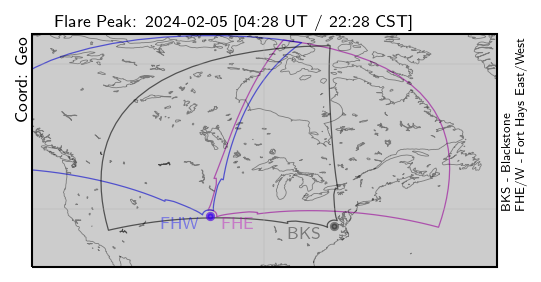 Flare Peak: 2024-02-05 [04:28 UT / 22:28 CST]
Coord: Geo
FHW
FHE
BKS
BKS - Blackstone
FHE/W - Fort Hays East/West